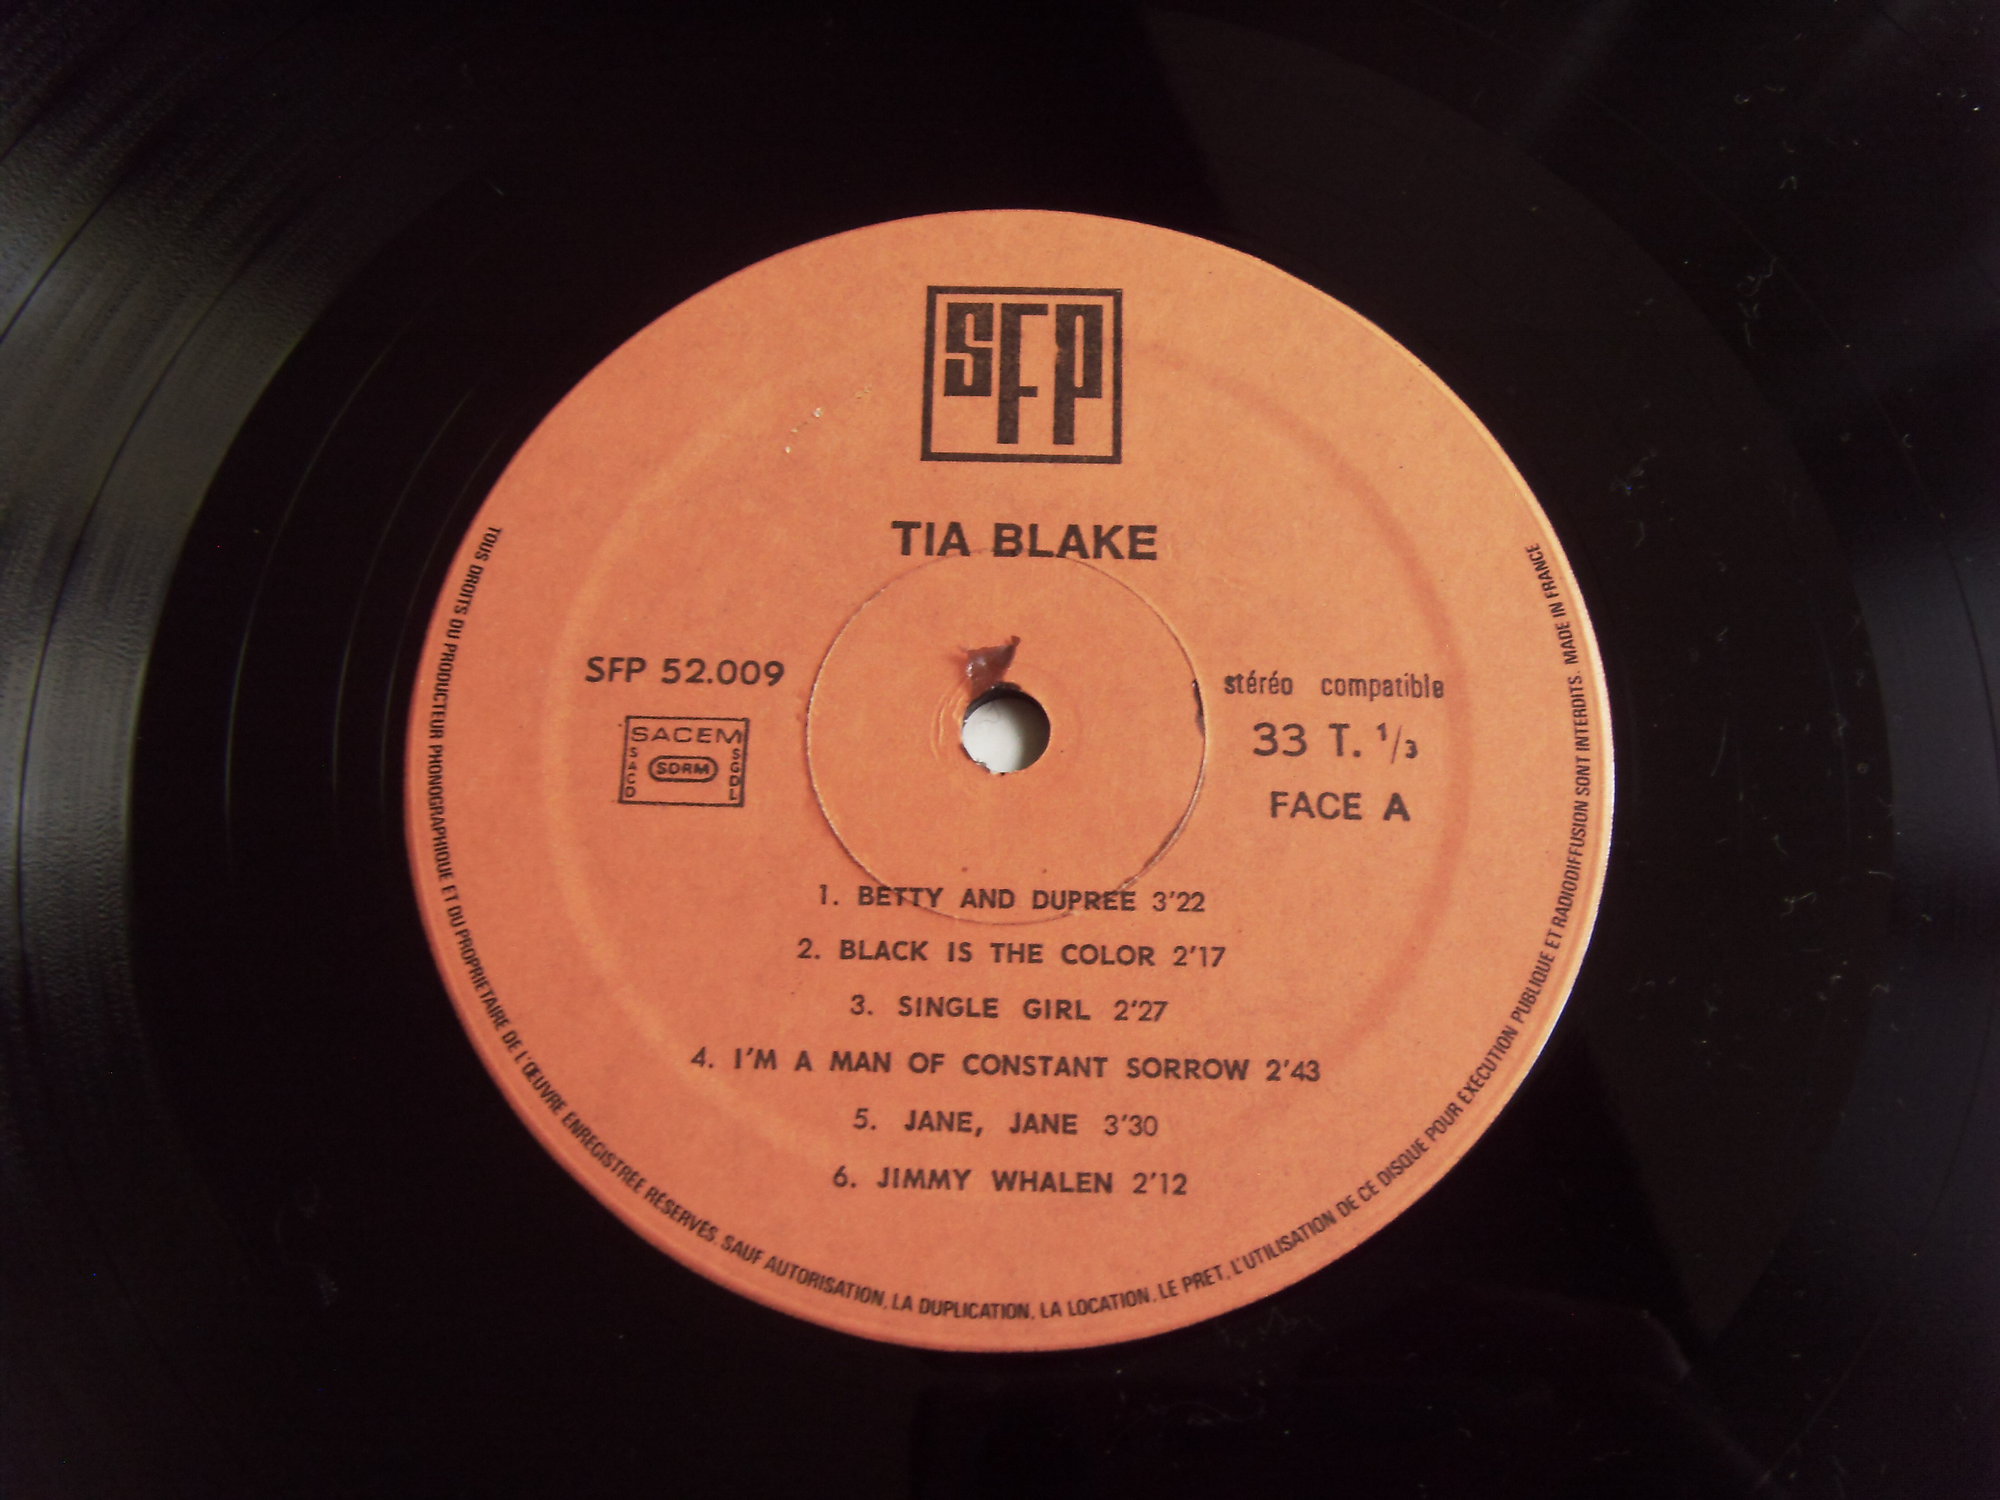 SFP
TIA BLAKE
SFP 52.009
SACEM
SACD
SDRM
SGDL
stéréo compatible
33 T. 1/3
FACE A
1. BETTY AND DUPREE 3'22
2. BLACK IS THE COLOR 2'17
3. SINGLE GIRL 2'27
4. I'M A MAN OF CONSTANT SORROW 2'43
5. JANE, JANE 3'30
6. JIMMY WHALEN 2'12
TOUS DROITS DU PRODUCTEUR PHONOGRAPHIQUE ET DU PROPRIETAIRE DE L'ŒUVRE ENREGISTRÉE RÉSERVÉS. SAUF AUTORISATION, LA DUPLICATION, LA LOCATION, LE PRET, L'UTILISATION DE CE DISQUE POUR EXECUTION PUBLIQUE ET RADIODIFFUSION SONT INTERDITS. MADE IN FRANCE